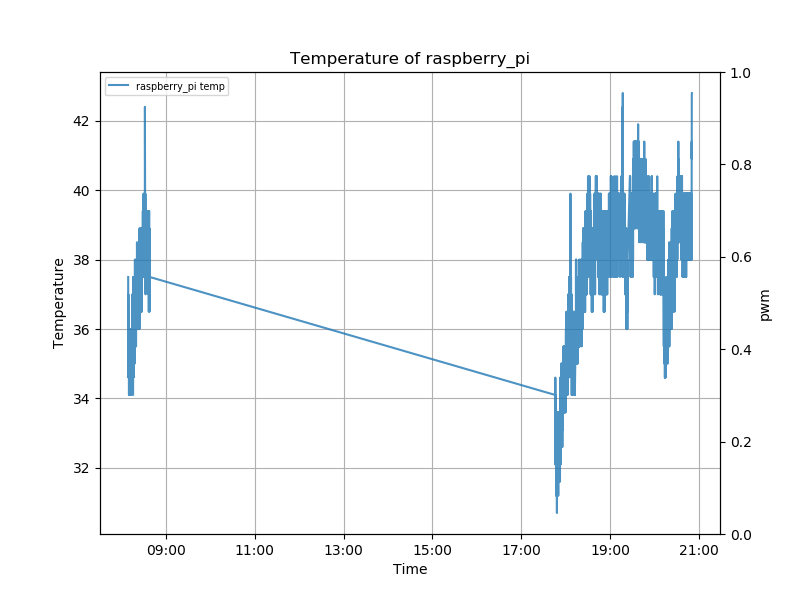 Temperature of raspberry_pi
raspberry_pi temp
42
40
38
36
34
32
Temperature
1.0
0.8
0.6
0.4
0.2
0.0
pwm
09:00 11:00 13:00 15:00 17:00 19:00 21:00
Time